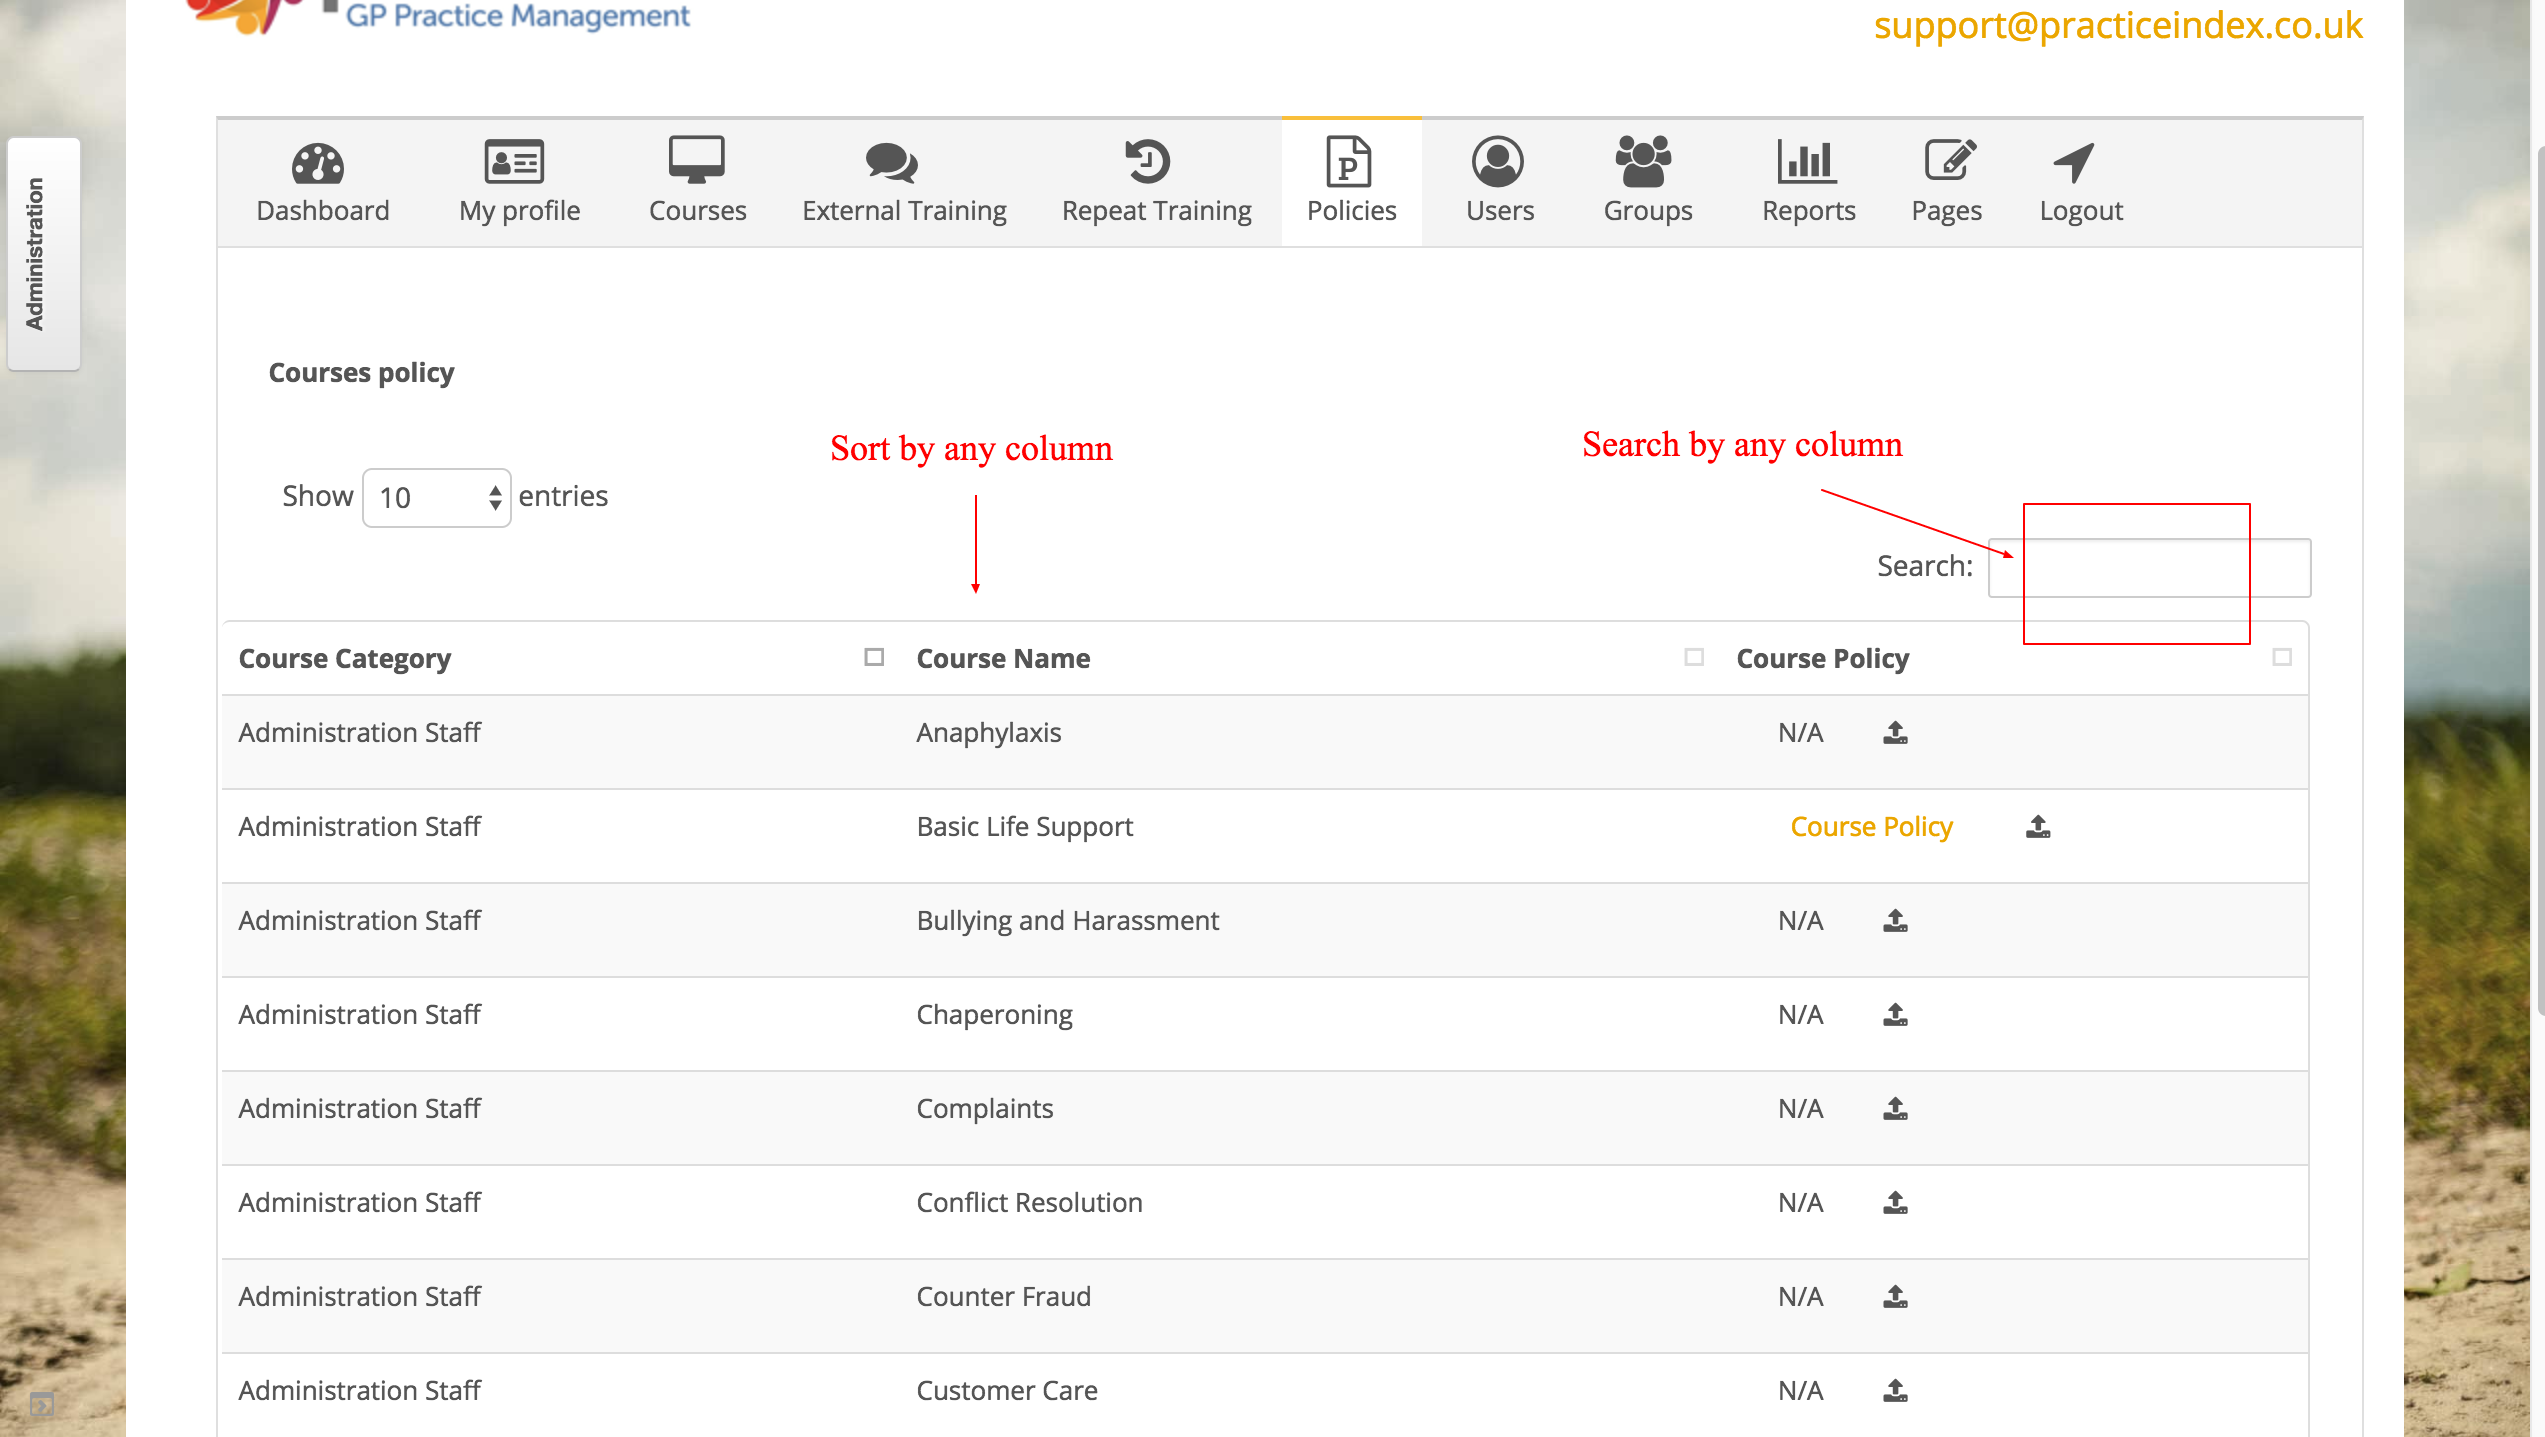 GP Practice Management
support@practiceindex.co.uk
Administration
Dashboard My profile Courses External Training Repeat Training Policies Users Groups Reports Pages Logout
Courses policy
Sort by any column
Search by any column
Show 10 entries
Search:
Course Category Course Name Course Policy
Administration Staff Anaphylaxis N/A
Administration Staff Basic Life Support Course Policy
Administration Staff Bullying and Harassment N/A
Administration Staff Chaperoning N/A
Administration Staff Complaints N/A
Administration Staff Conflict Resolution N/A
Administration Staff Counter Fraud N/A
Administration Staff Customer Care N/A